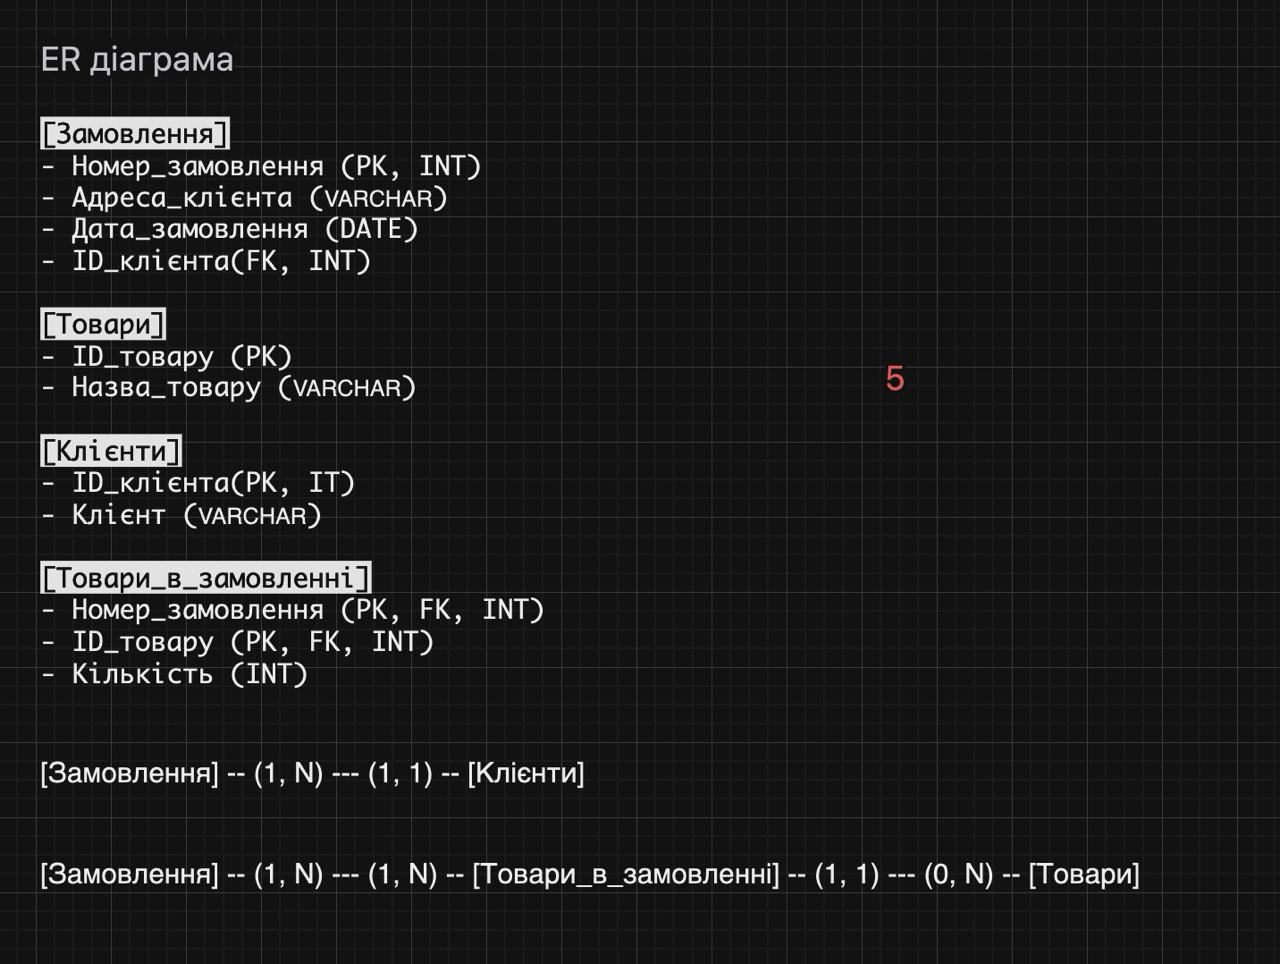 ER діаграма
[Замовлення]
- Номер_замовлення (PK, INT)
- Адреса_клієнта (VARCHAR)
- Дата_замовлення (DATE)
- ID_клієнта(FK, INT)
[Товари]
- ID_товару (PK)
- Назва_товару (VARCHAR)
5
[Клієнти]
- ID_клієнта(PK, IT)
- Клієнт (VARCHAR)
[Товари_в_замовленні]
- Номер_замовлення (PK, FK, INT)
- ID_товару (PK, FK, INT)
- Кількість (INT)
[Замовлення] -- (1, N) --- (1, 1) -- [Клієнти]
[Замовлення] -- (1, N) --- (1, N) -- [Товари_в_замовленні] -- (1, 1) --- (0, N) -- [Товари]